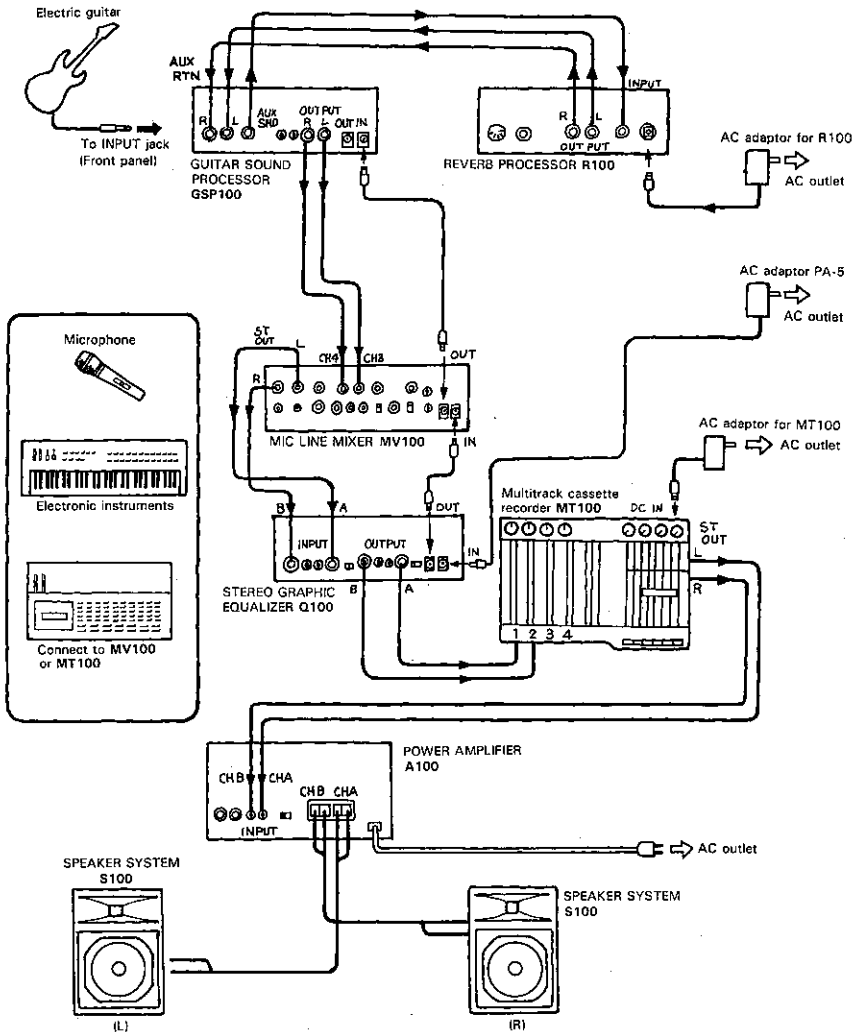 Electric guitar
AUX
RTN
R
L
AUX
SND
OUTPUT
R
L
OUT IN
To INPUT jack
(Front panel)
GUITAR SOUND
PROCESSOR
GSP100
INPUT
R
L
OUTPUT
REVERB PROCESSOR R100
AC adaptor for R100
AC outlet
AC adaptor PA-5
AC outlet
Microphone
Electronic instruments
Connect to MV100
or MT100
ST
OUT
L
R
CH4
CH3
OUT
IN
MIC LINE MIXER MV100
AC adaptor for MT100
AC outlet
B
A
INPUT
OUTPUT
OUT
IN
B
A
STEREO GRAPHIC
EQUALIZER Q100
Multitrack cassette
recorder MT100
DC IN
ST
OUT
L
R
1 2 3 4
POWER AMPLIFIER
A100
CHB
CHA
INPUT
CHB CHA
AC outlet
SPEAKER SYSTEM
S100
(L)
SPEAKER SYSTEM
S100
(R)